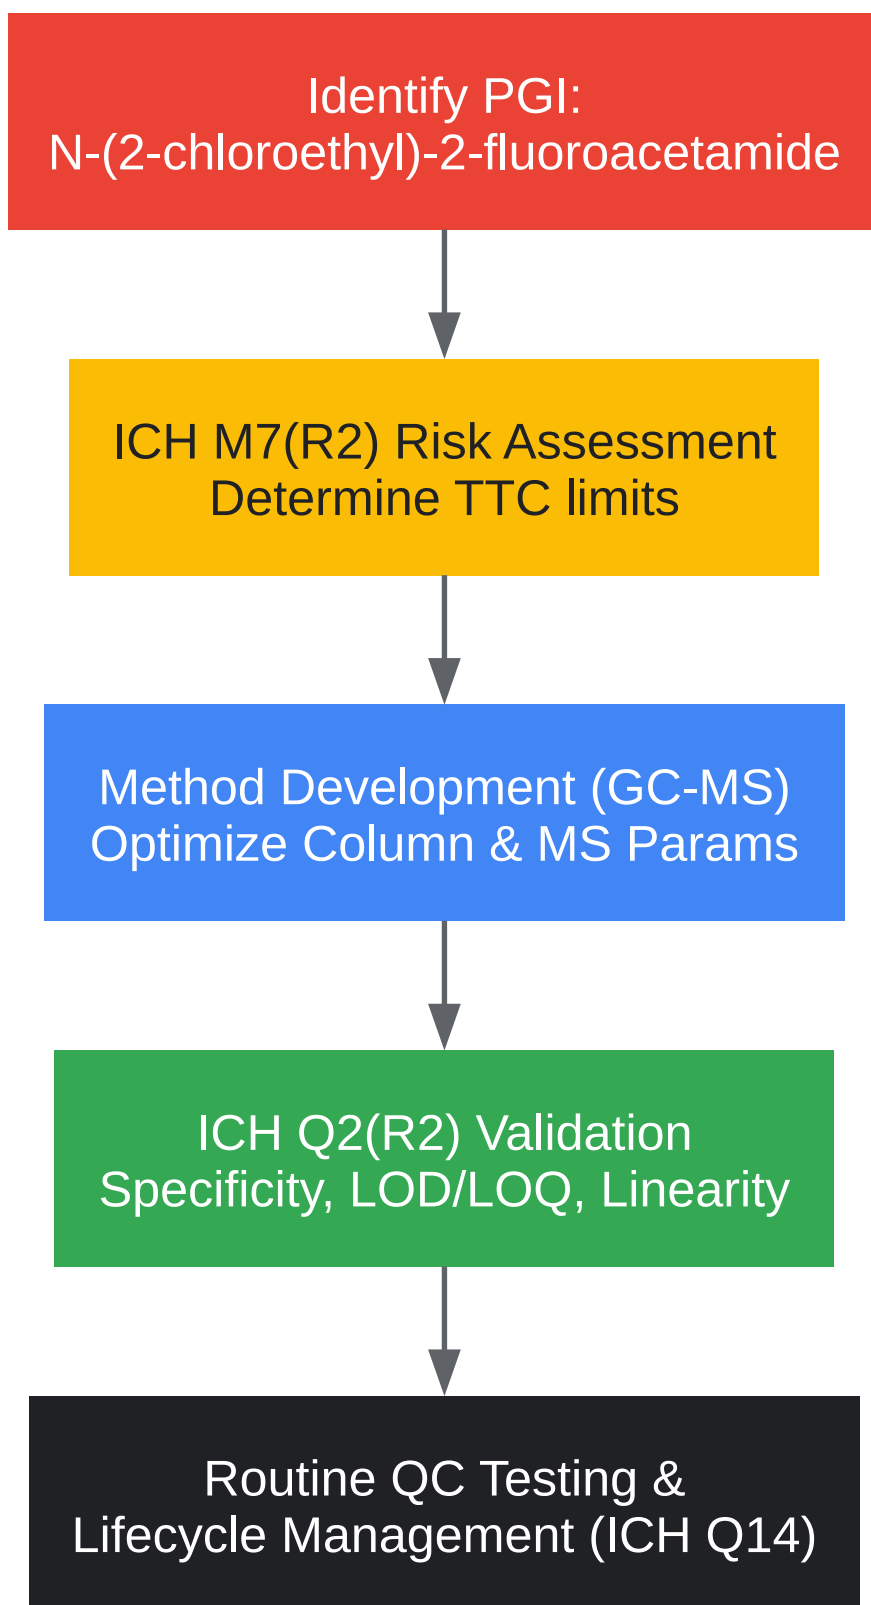 Identify PGI:
N-(2-chloroethyl)-2-fluoroacetamide
ICH M7(R2) Risk Assessment
Determine TTC limits
Method Development (GC-MS)
Optimize Column & MS Params
ICH Q2(R2) Validation
Specificity, LOD/LOQ, Linearity
Routine QC Testing &
Lifecycle Management (ICH Q14)